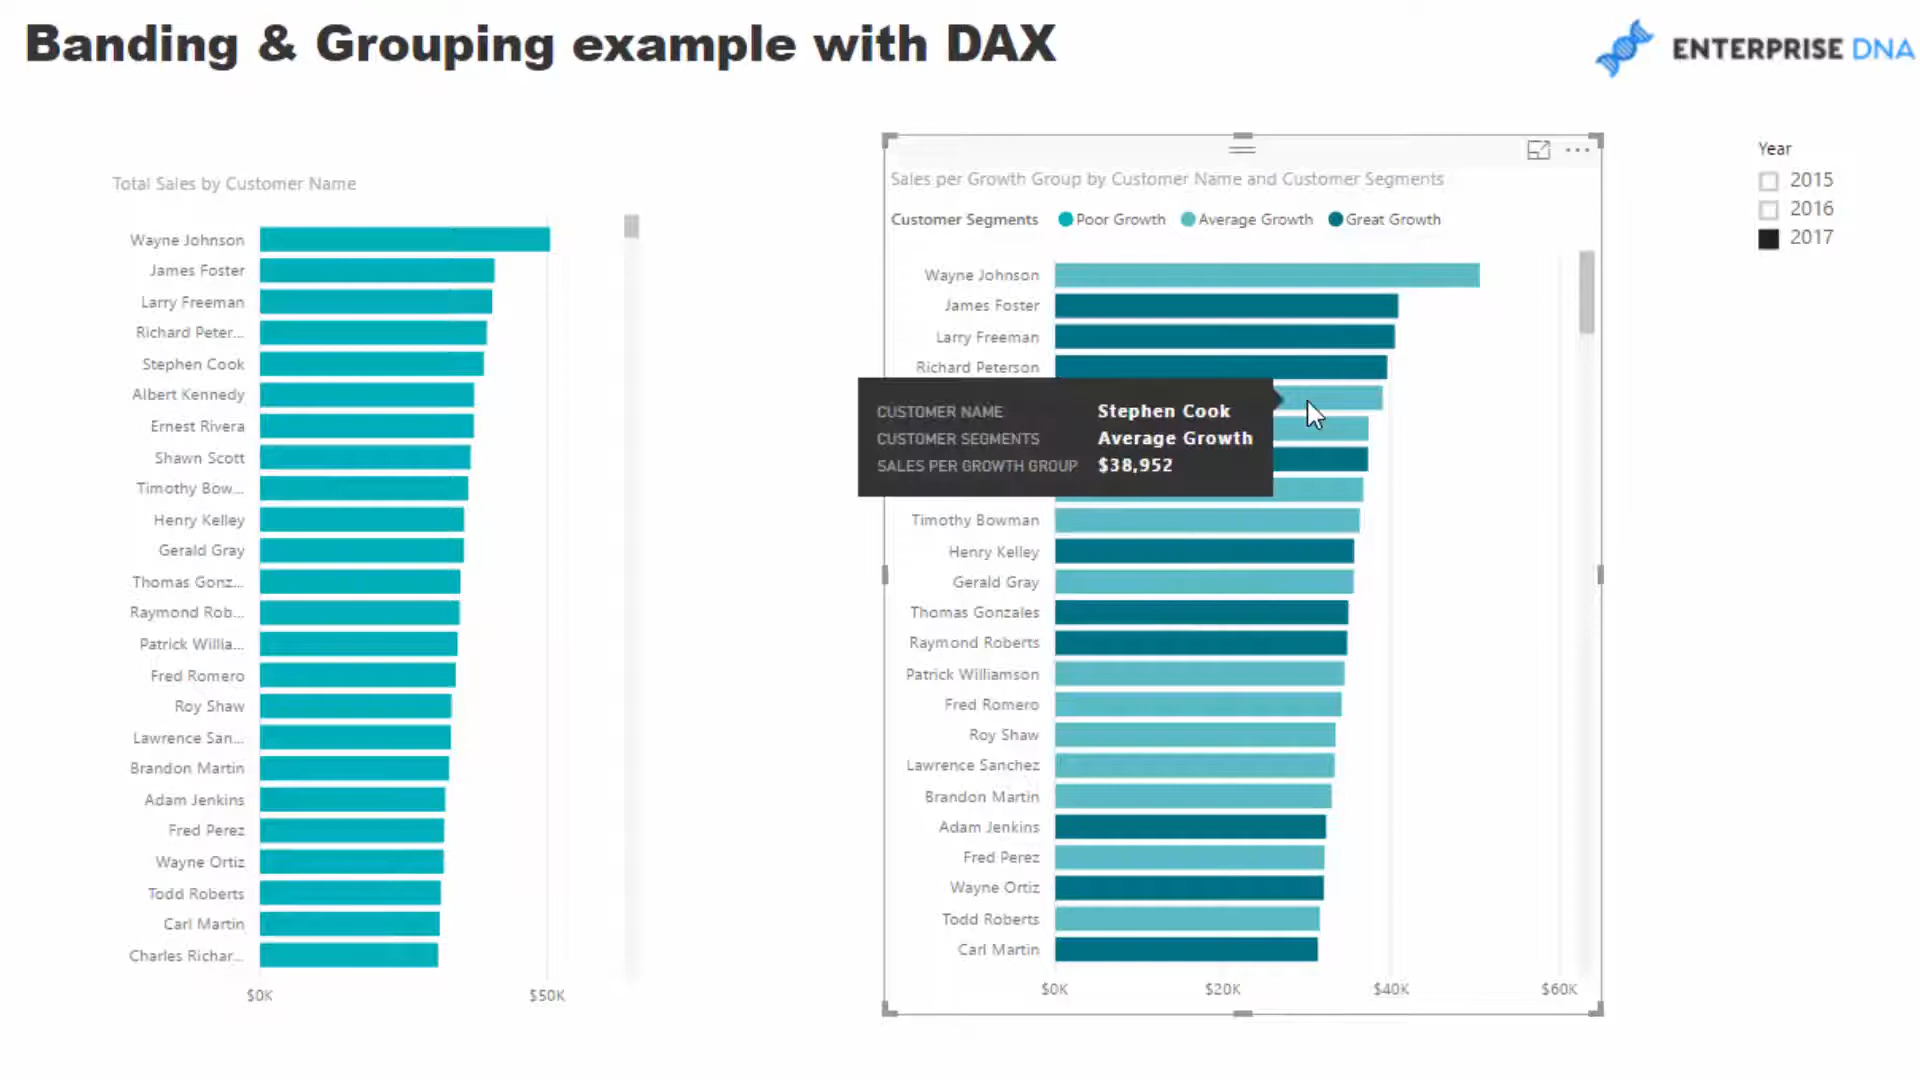 Banding & Grouping example with DAX
ENTERPRISE DNA
Total Sales by Customer Name
Wayne Johnson
James Foster
Larry Freeman
Richard Peter...
Stephen Cook
Albert Kennedy
Ernest Rivera
Shawn Scott
Timothy Bow...
Henry Kelley
Gerald Gray
Thomas Gonz...
Raymond Rob...
Patrick Willia...
Fred Romero
Roy Shaw
Lawrence San...
Brandon Martin
Adam Jenkins
Fred Perez
Wayne Ortiz
Todd Roberts
Carl Martin
Charles Richar...
$0K $50K
Sales per Growth Group by Customer Name and Customer Segments
Customer Segments Poor Growth Average Growth Great Growth
Wayne Johnson
James Foster
Larry Freeman
Richard Peterson
CUSTOMER NAME Stephen Cook
CUSTOMER SEGMENTS Average Growth
SALES PER GROWTH GROUP $38,952
Timothy Bowman
Henry Kelley
Gerald Gray
Thomas Gonzales
Raymond Roberts
Patrick Williamson
Fred Romero
Roy Shaw
Lawrence Sanchez
Brandon Martin
Adam Jenkins
Fred Perez
Wayne Ortiz
Todd Roberts
Carl Martin
$0K $20K $40K $60K
Year
2015
2016
2017